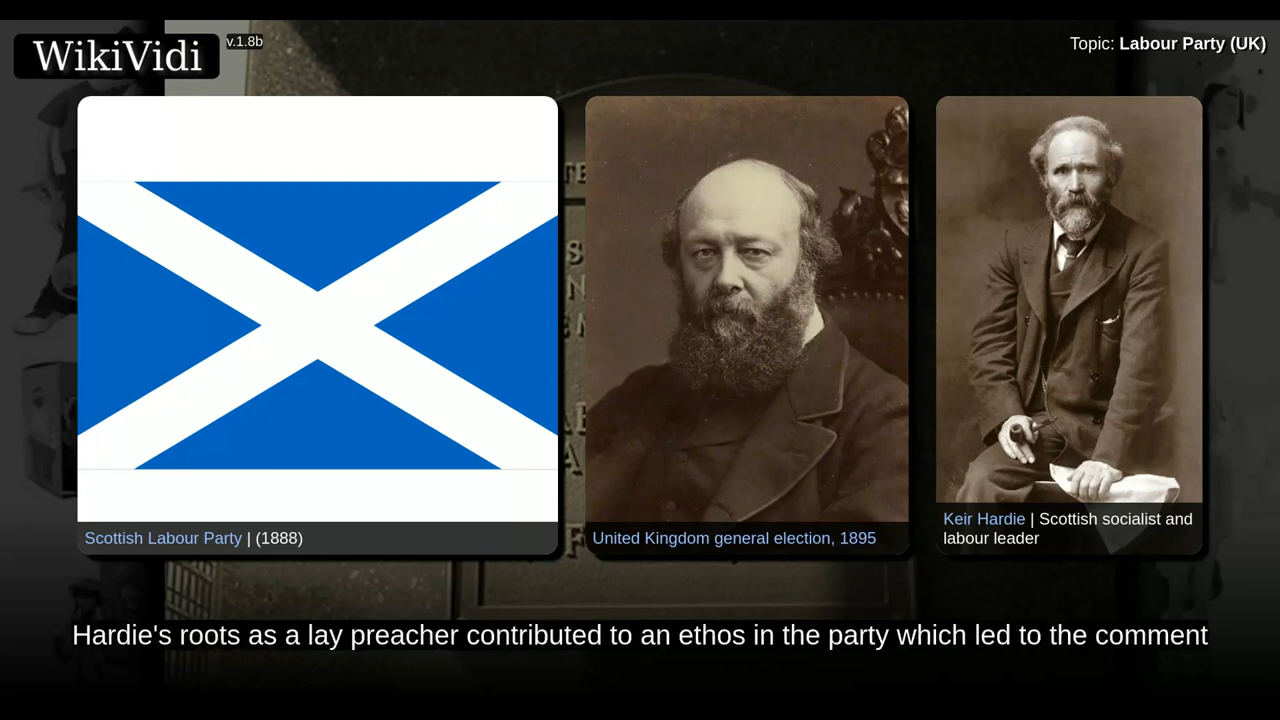 WikiVidi
v.1.8b
Topic: Labour Party (UK)
Scottish Labour Party | (1888)
United Kingdom general election, 1895
Keir Hardie | Scottish socialist and
labour leader
Hardie's roots as a lay preacher contributed to an ethos in the party which led to the comment